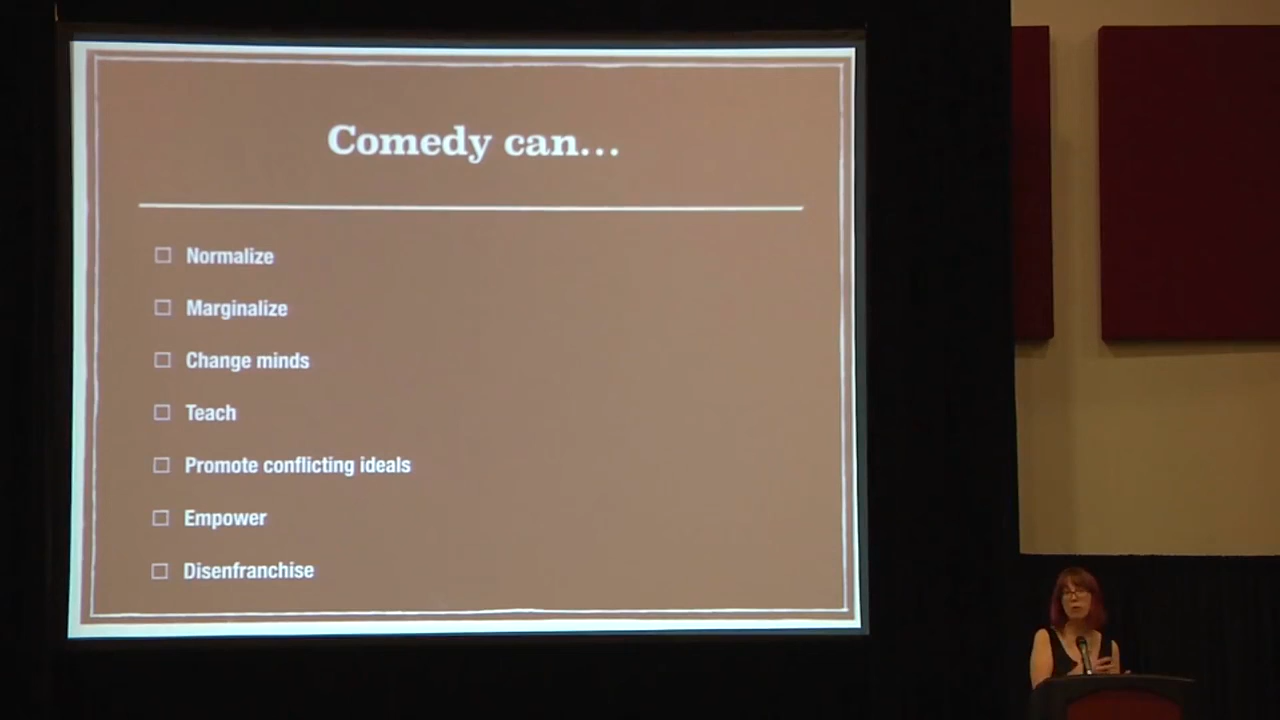 Comedy can...
Normalize
Marginalize
Change minds
Teach
Promote conflicting ideals
Empower
Disenfranchise